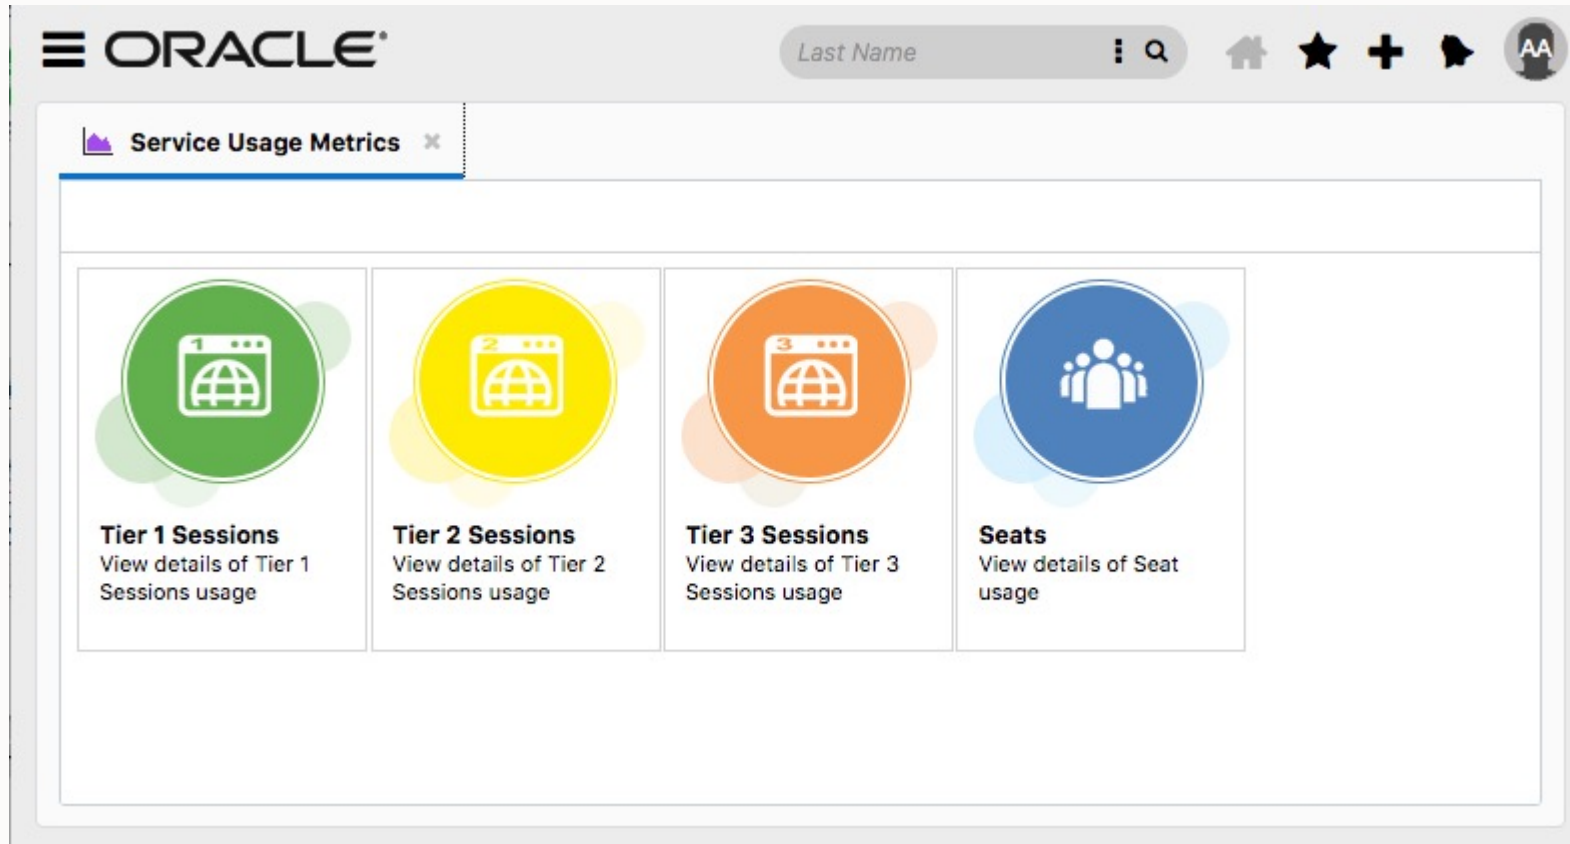 ORACLE
Last Name
AA
Service Usage Metrics
1
2
3
Tier 1 Sessions
View details of Tier 1
Sessions usage
Tier 2 Sessions
View details of Tier 2
Sessions usage
Tier 3 Sessions
View details of Tier 3
Sessions usage
Seats
View details of Seat
usage